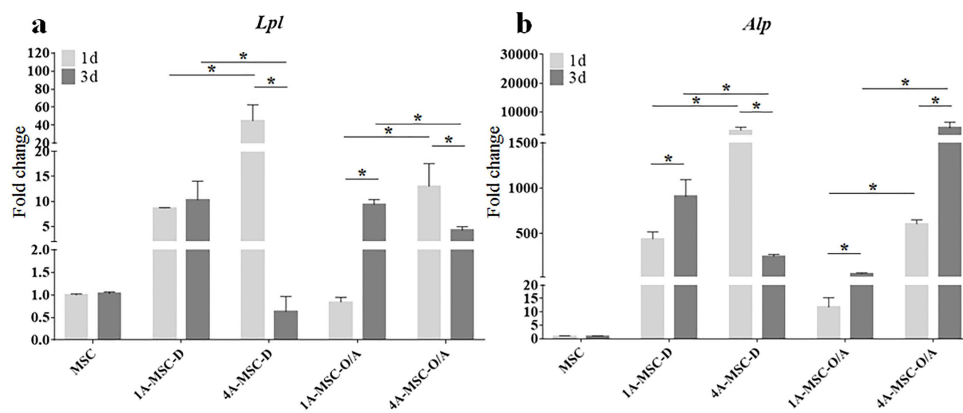 a
Lpl
1d
3d
Fold change
120
100
80
60
40
20
20
15
10
5
2.0
1.5
1.0
0.5
0.0
* * *
* * * * *
MSC
1A-MSC-D
4A-MSC-D
1A-MSC-O/A
4A-MSC-O/A
b
Alp
1d
3d
Fold change
30000
20000
10000
1500
1000
500
20
15
10
5
0
* * * *
* * * * *
MSC
1A-MSC-D
4A-MSC-D
1A-MSC-O/A
4A-MSC-O/A